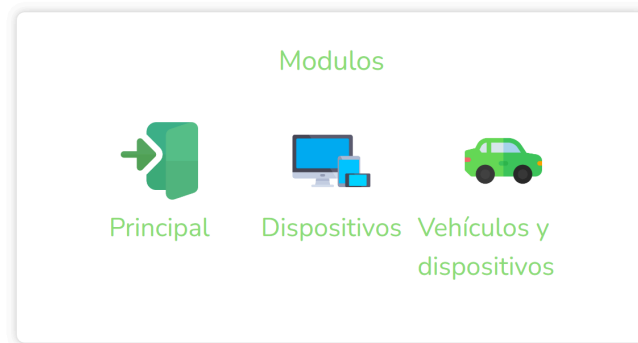 Modulos
Principal
Dispositivos
Vehículos y
dispositivos